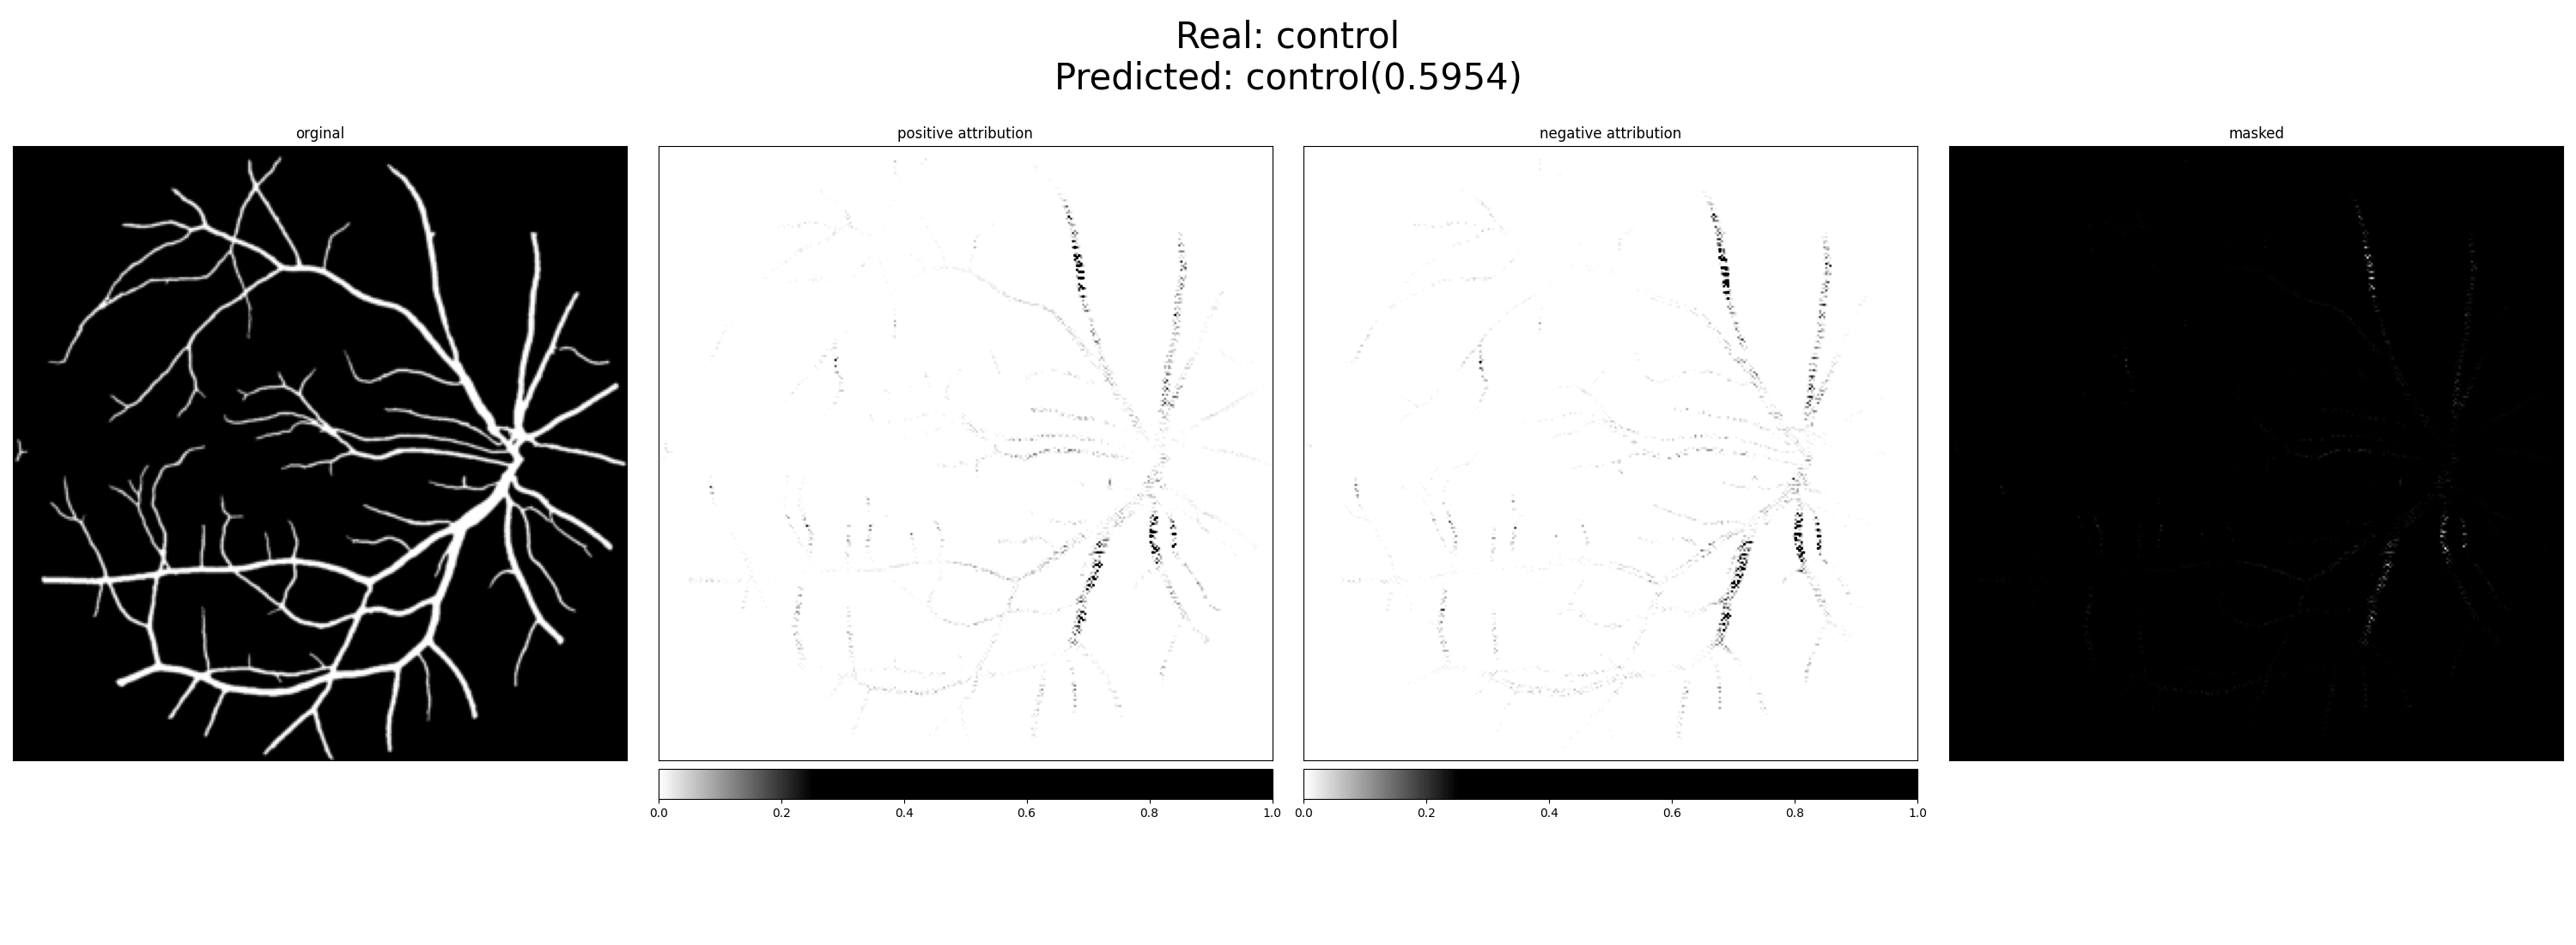 Real: control
Predicted: control(0.5954)
orginal
positive attribution
negative attribution
masked
0.0 0.2 0.4 0.6 0.8 1.0
0.0 0.2 0.4 0.6 0.8 1.0